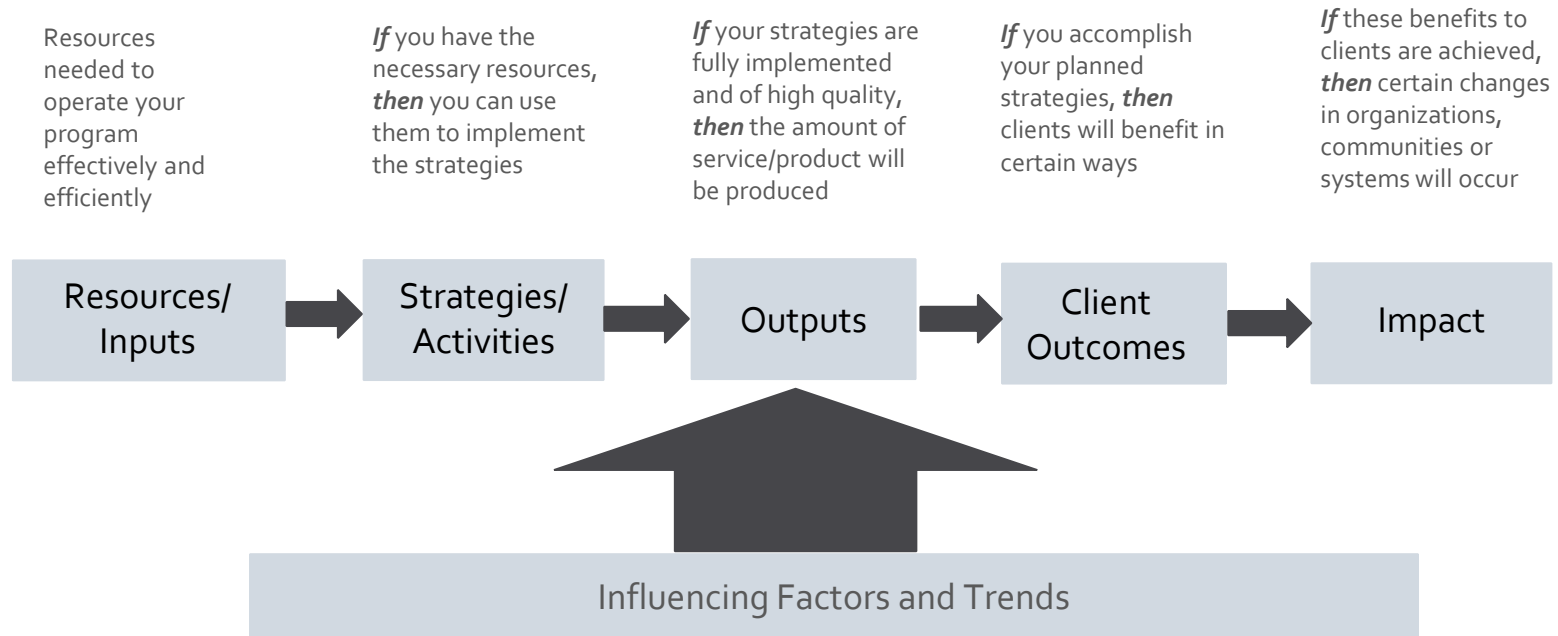 Resources
needed to
operate your
program
effectively and
efficiently
If you have the
necessary resources,
then you can use
them to implement
the strategies
If your strategies are
fully implemented
and of high quality,
then the amount of
service/product will
be produced
If you accomplish
your planned
strategies, then
clients will benefit in
certain ways
If these benefits to
clients are achieved,
then certain changes
in organizations,
communities or
systems will occur
Resources/
Inputs
Strategies/
Activities
Outputs
Client
Outcomes
Impact
Influencing Factors and Trends